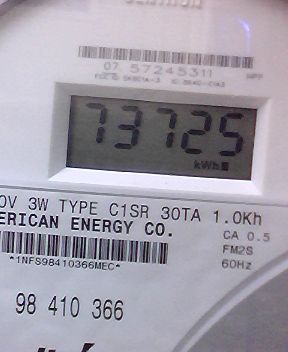 07 57245311
73725
kWh
0V 3W TYPE C1SR 30TA 1.0Kh
ERICAN ENERGY CO.
CA 0.5
FM2S
*1NFS98410366MEC*
60Hz
98 410 366